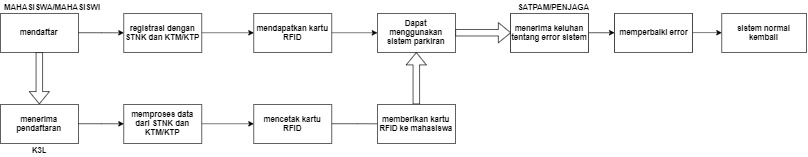 MAHASISWA/MAHASISWI
SATPAM/PENJAGA
mendaftar
registrasi dengan
STNK dan KTM/KTP
mendapatkan kartu
RFID
Dapat
menggunakan
sistem parkiran
menerima keluhan
tentang error sistem
memperbaiki error
sistem normal
kembali
menerima
pendaftaran
memproses data
dari STNK dan
KTM/KTP
mencetak kartu
RFID
memberikan kartu
RFID ke mahasiswa
K3L